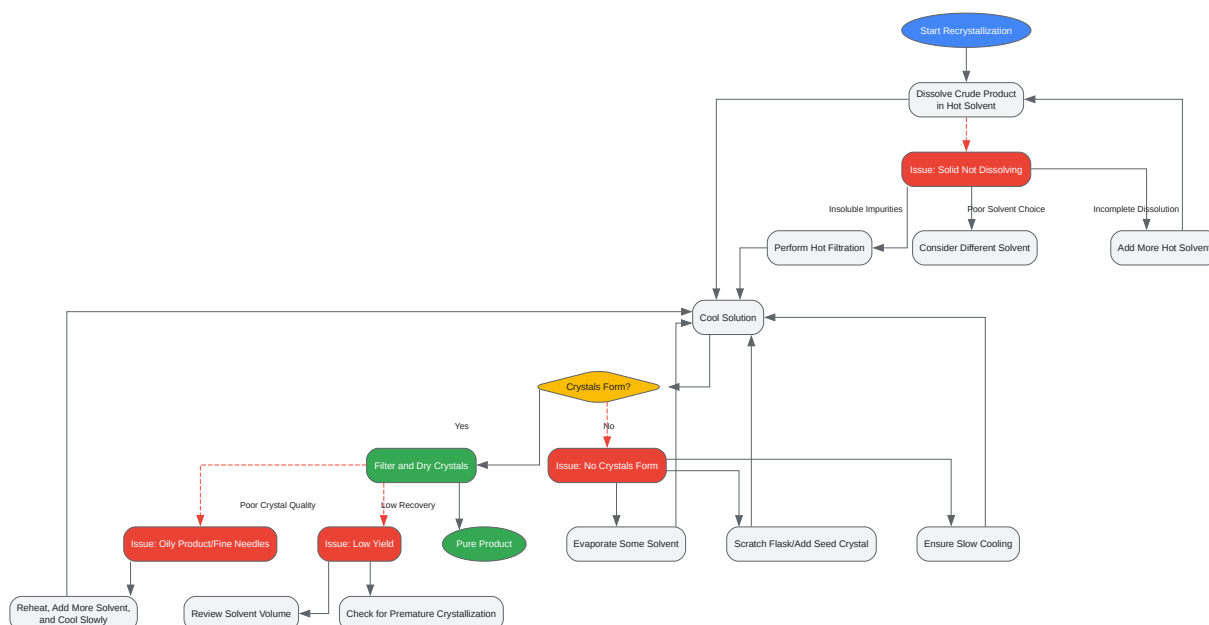 Start Recrystallization
Dissolve Crude Product
in Hot Solvent
Issue: Solid Not Dissolving
Insoluble Impurities
Poor Solvent Choice
Incomplete Dissolution
Perform Hot Filtration
Consider Different Solvent
Add More Hot Solvent
Cool Solution
Crystals Form?
Yes
No
Filter and Dry Crystals
Issue: No Crystals Form
Poor Crystal Quality
Low Recovery
Issue: Oily Product/Fine Needles
Issue: Low Yield
Pure Product
Evaporate Some Solvent
Scratch Flask/Add Seed Crystal
Ensure Slow Cooling
Reheat, Add More Solvent,
and Cool Slowly
Review Solvent Volume
Check for Premature Crystallization